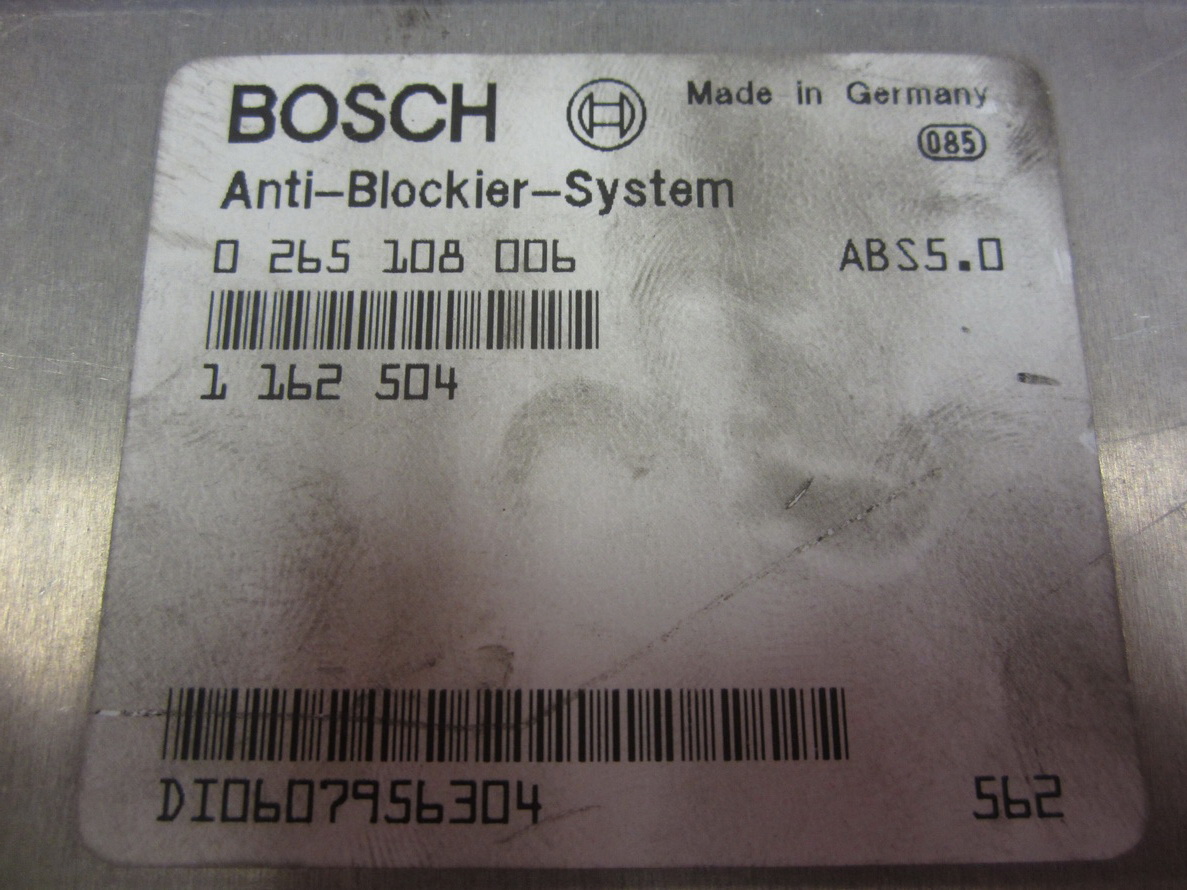 BOSCH Made in Germany
085
Anti-Blockier-System
0 265 108 006 ABS5.0
1 162 504
DI0607956304 562